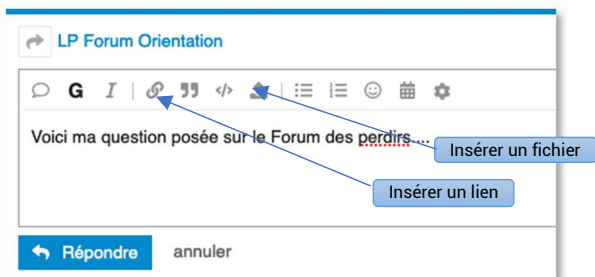 LP Forum Orientation
G I
Voici ma question posée sur le Forum des perdirs....
Insérer un fichier
Insérer un lien
Répondre annuler